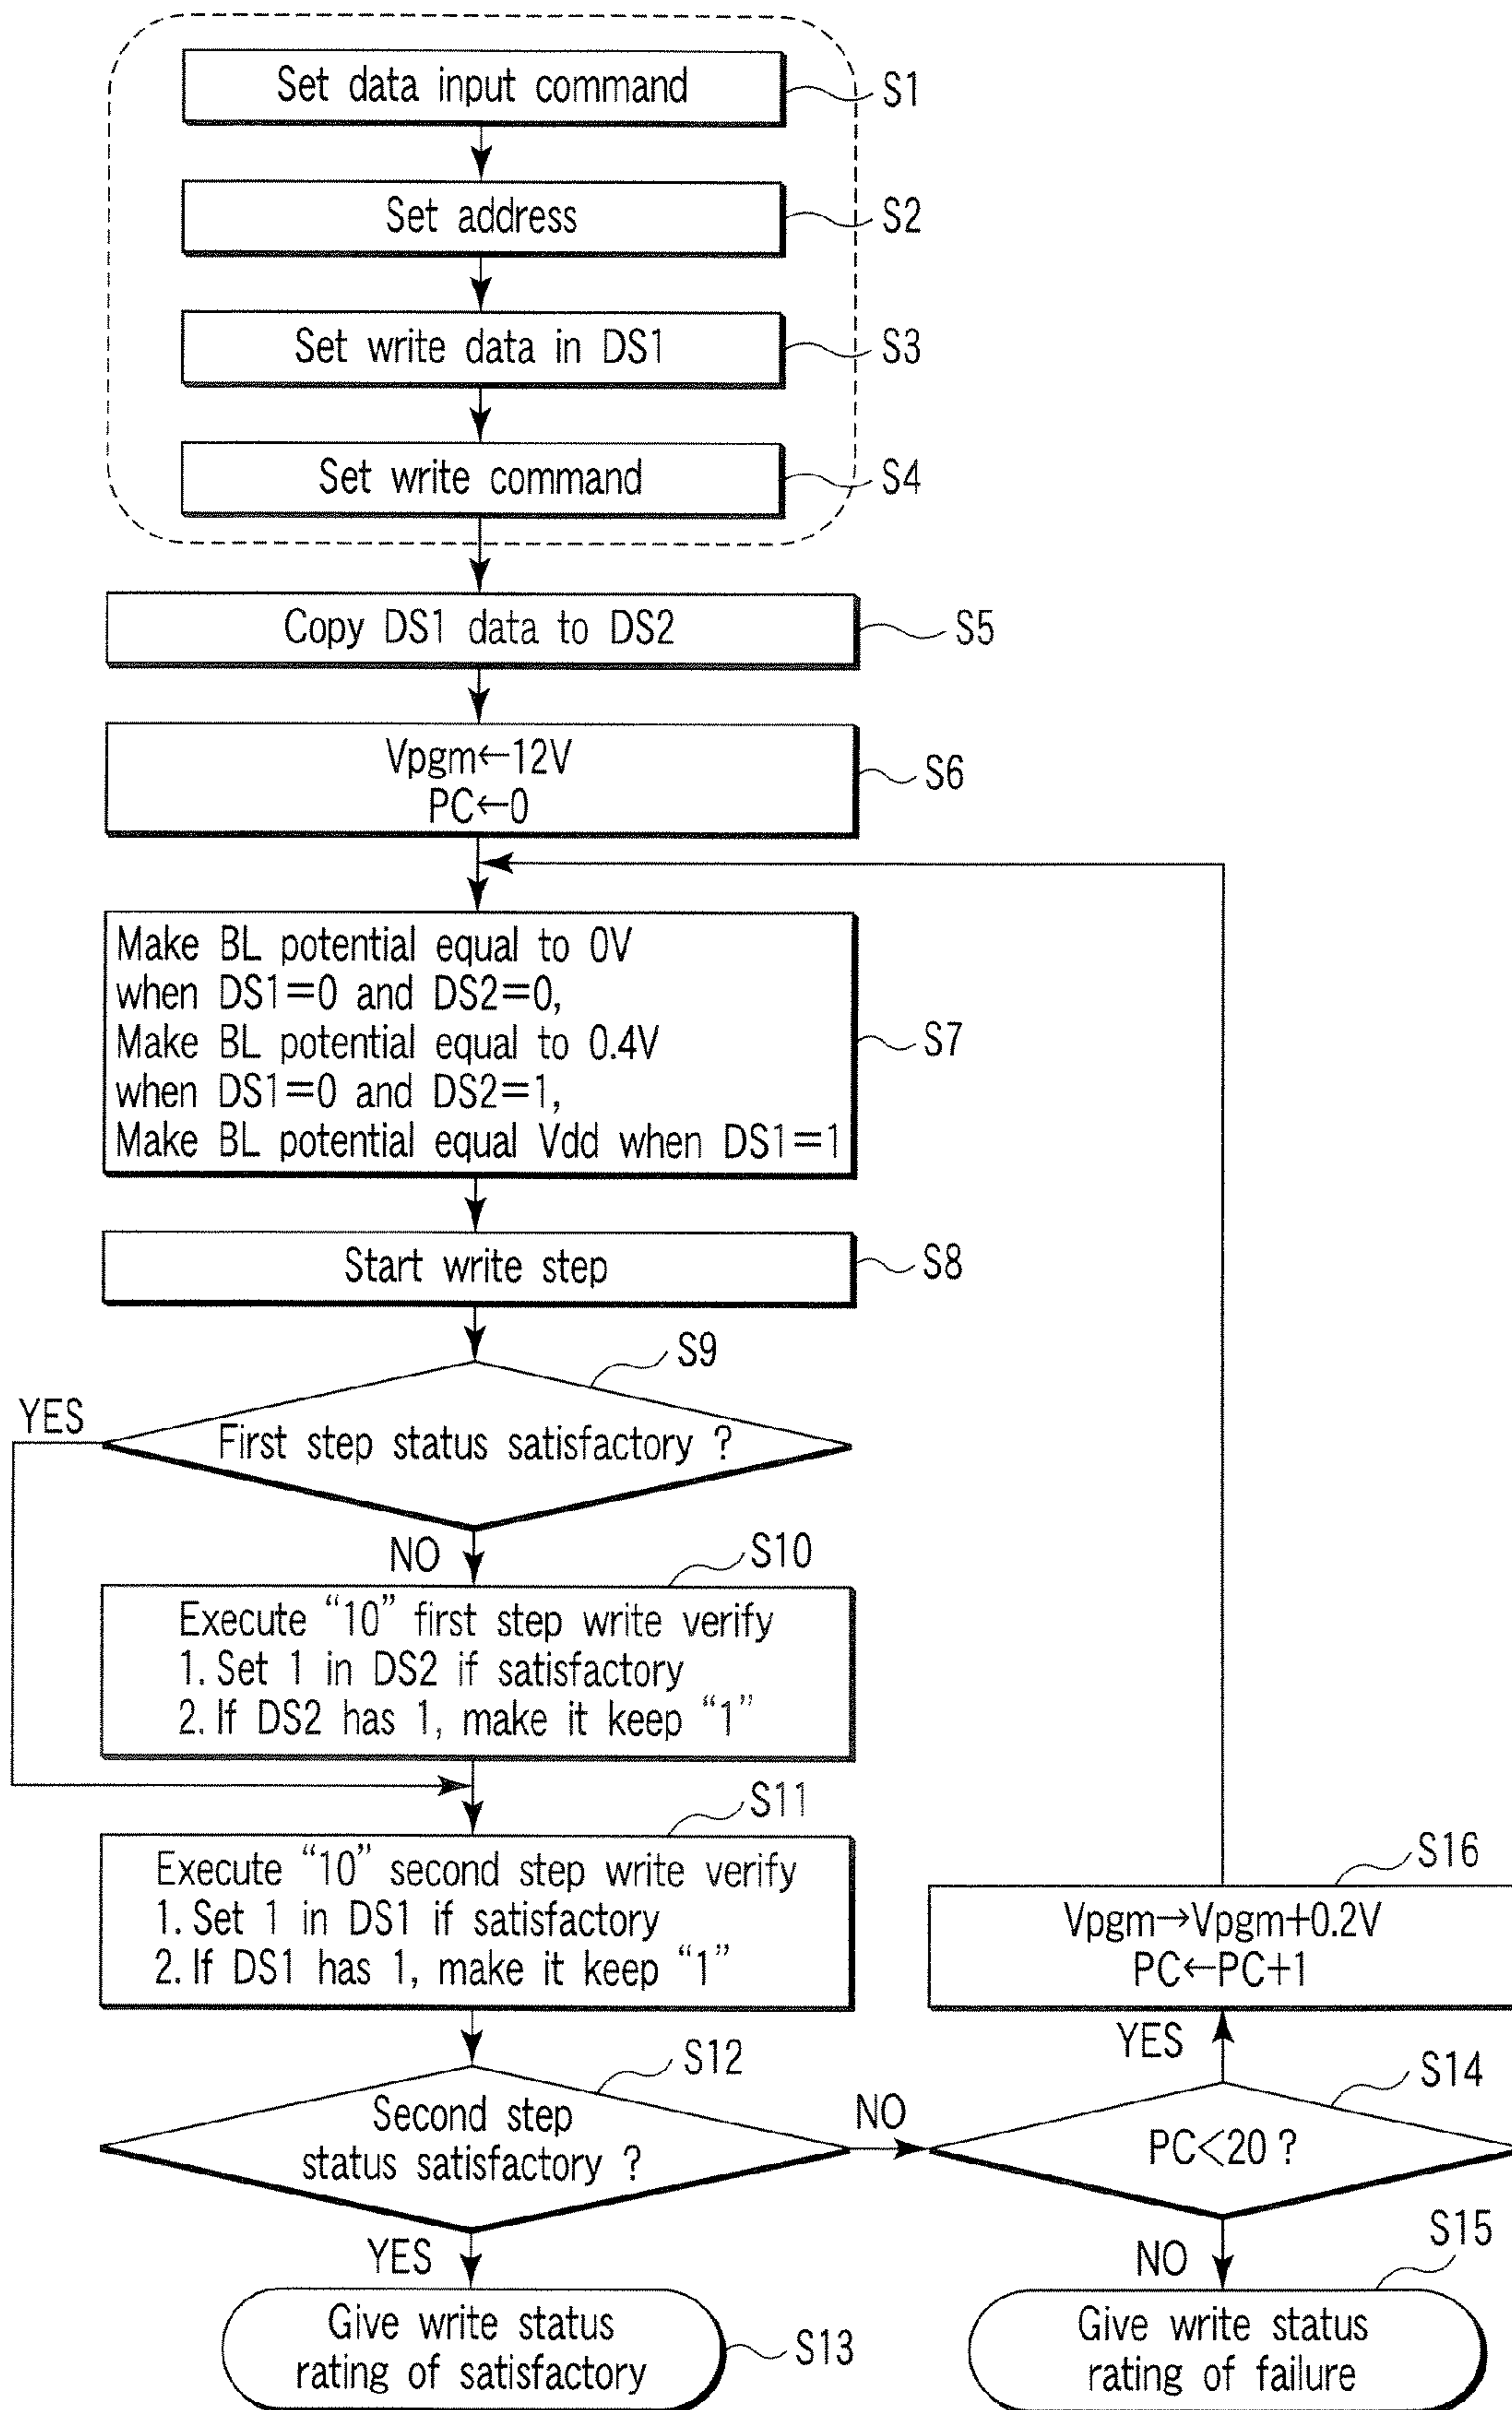 Set data input command
S1
Set address
S2
Set write data in DS1
S3
Set write command
S4
Copy DS1 data to DS2
S5
Vpgm←12V
PC←0
S6
Make BL potential equal to 0V
when DS1=0 and DS2=0,
Make BL potential equal to 0.4V
when DS1=0 and DS2=1,
Make BL potential equal Vdd when DS1=1
S7
Start write step
S8
S9
YES
First step status satisfactory ?
NO
S10
Execute “10” first step write verify
1. Set 1 in DS2 if satisfactory
2. If DS2 has 1, make it keep “1”
S11
Execute “10” second step write verify
1. Set 1 in DS1 if satisfactory
2. If DS1 has 1, make it keep “1”
S16
Vpgm→Vpgm+0.2V
PC←PC+1
YES
S12
Second step
status satisfactory ?
NO
S14
PC<20 ?
YES
NO
S15
Give write status
rating of satisfactory
S13
Give write status
rating of failure